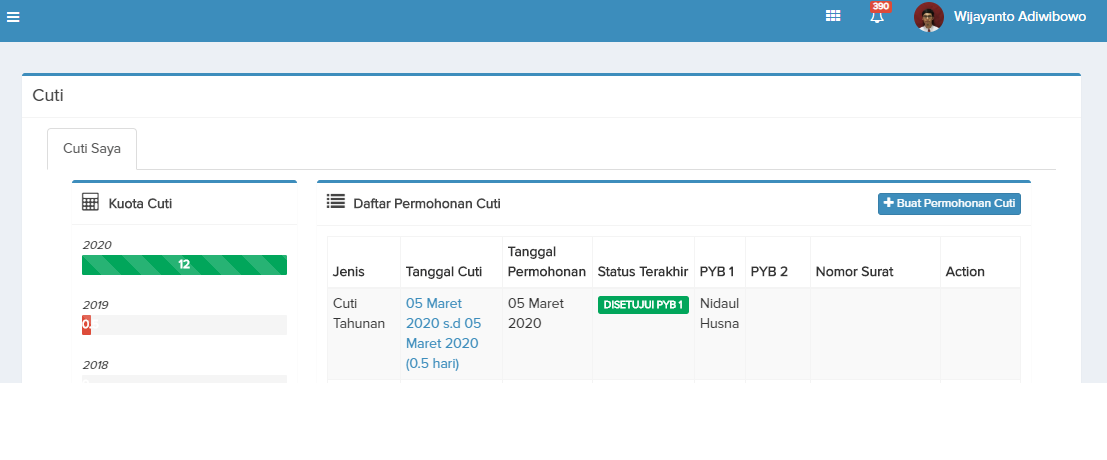 390
Wijayanto Adiwibowo
Cuti
Cuti Saya
Kuota Cuti
2020
12
2019
2018
Daftar Permohonan Cuti
Buat Permohonan Cuti
Jenis
Tanggal Cuti
Tanggal
Permohonan
Status Terakhir
PYB 1
PYB 2
Nomor Surat
Action
Cuti
Tahunan
05 Maret
2020 s.d 05
Maret 2020
(0.5 hari)
05 Maret
2020
DISETUJUI PYB 1
Nidaul
Husna